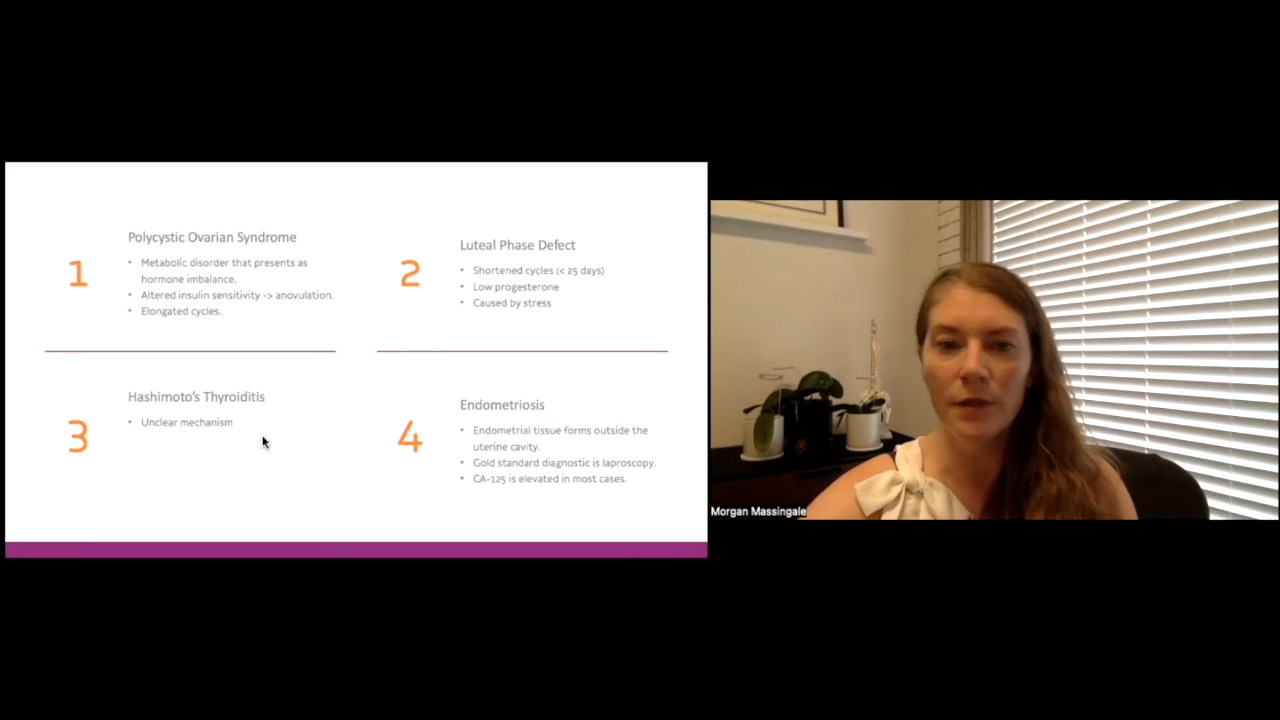 1
Polycystic Ovarian Syndrome
• Metabolic disorder that presents as
hormone imbalance.
• Altered insulin sensitivity -> anovulation.
• Elongated cycles.
2
Luteal Phase Defect
• Shortened cycles (< 25 days)
• Low progesterone
• Caused by stress
3
Hashimoto's Thyroiditis
• Unclear mechanism
4
Endometriosis
• Endometrial tissue forms outside the
uterine cavity.
• Gold standard diagnostic is laproscopy.
• CA-125 is elevated in most cases.
Morgan Massingale